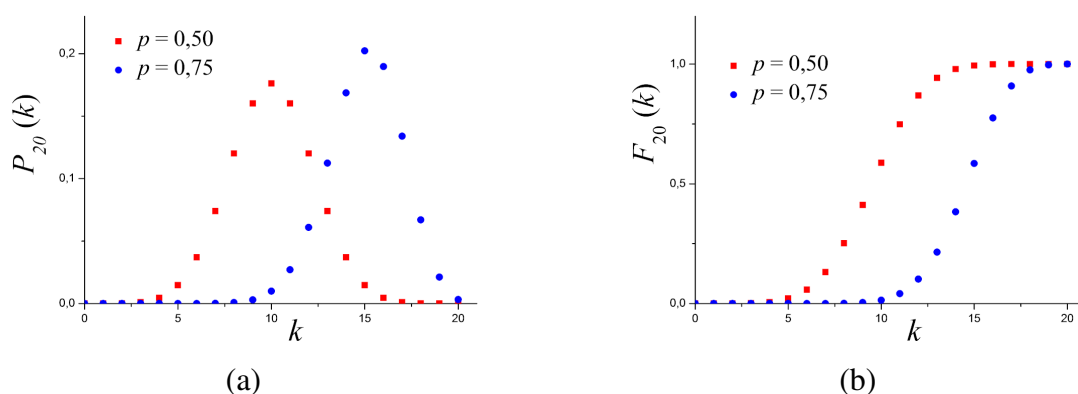 p = 0,50
p = 0,75
P20 (k)
0,2
0,1
0,0
0 5 10 15 20
k
(a)
p = 0,50
p = 0,75
F20 (k)
1,0
0,5
0,0
0 5 10 15 20
k
(b)